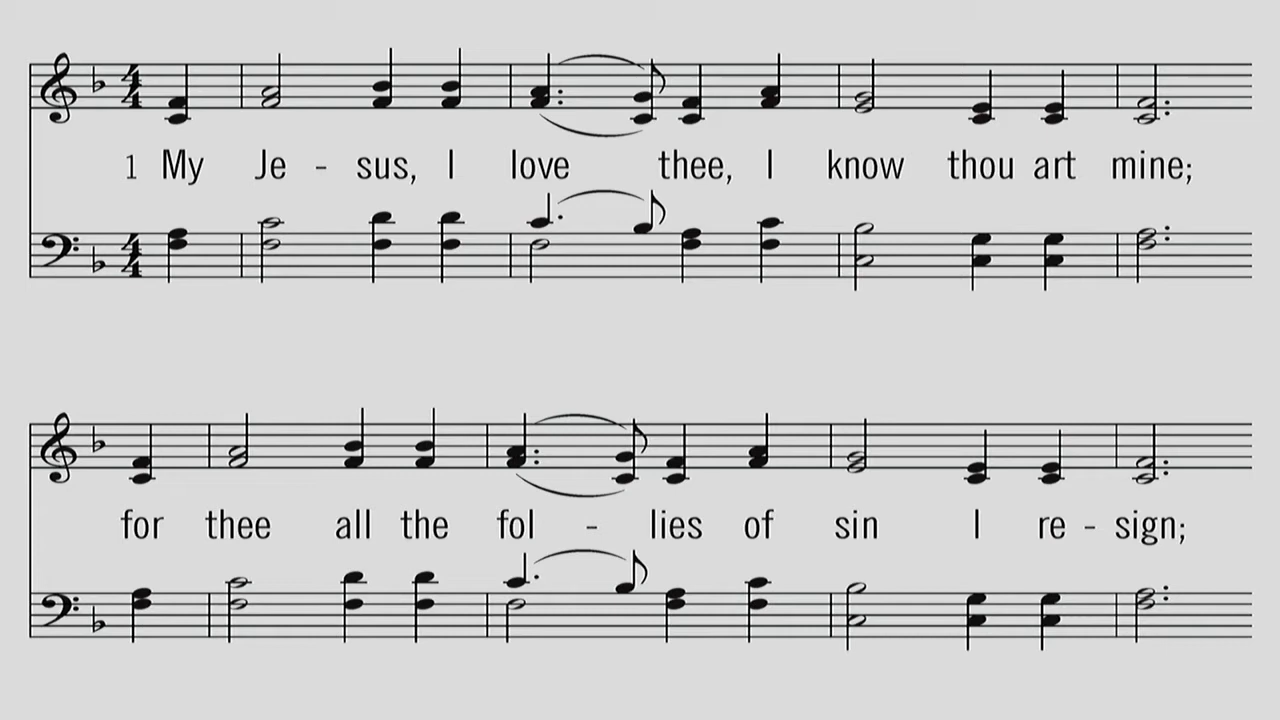 1 My Je - sus, I love thee, I know thou art mine;
for thee all the fol - lies of sin I re - sign;